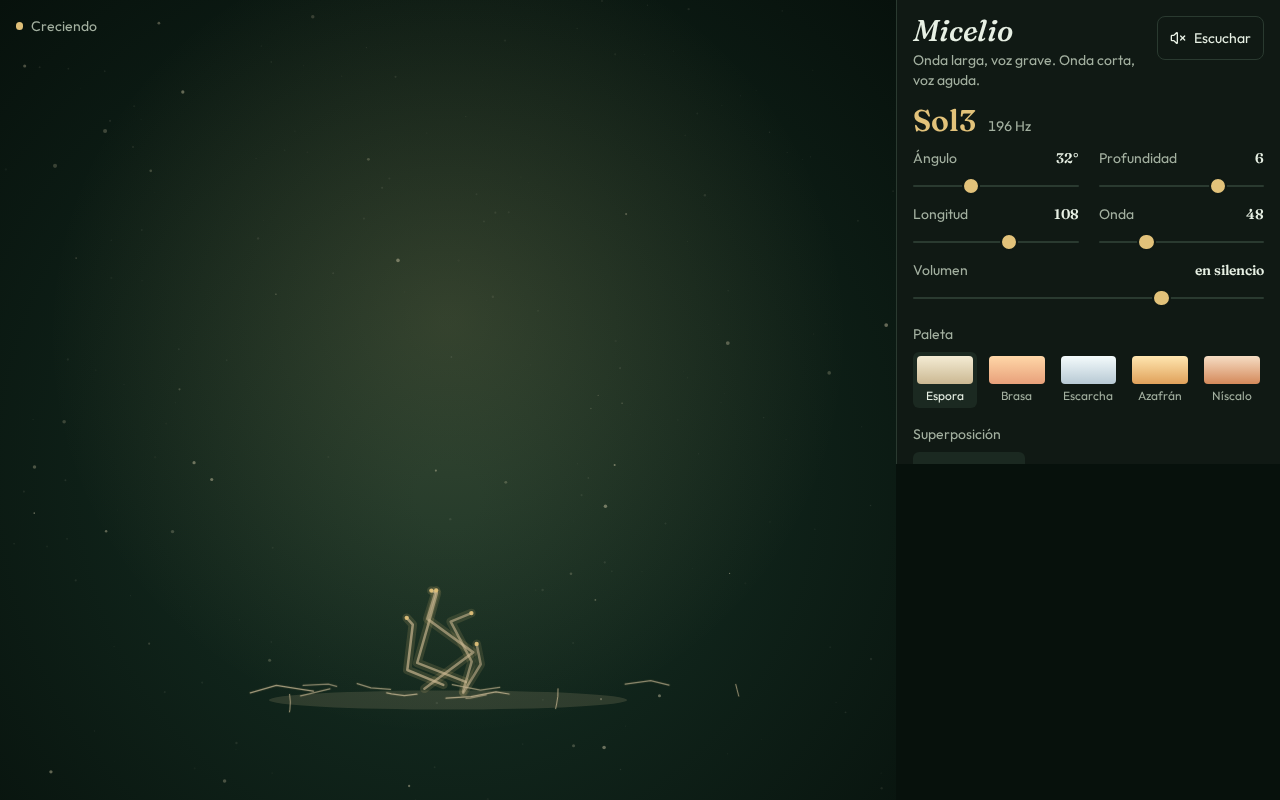 Creciendo
Micelio
Escuchar
Onda larga, voz grave. Onda corta,
voz aguda.
Sol3 196 Hz
Ángulo 32° Profundidad 6
Longitud 108 Onda 48
Volumen en silencio
Paleta
Espora Brasa Escarcha Azafrán Níscalo
Superposición